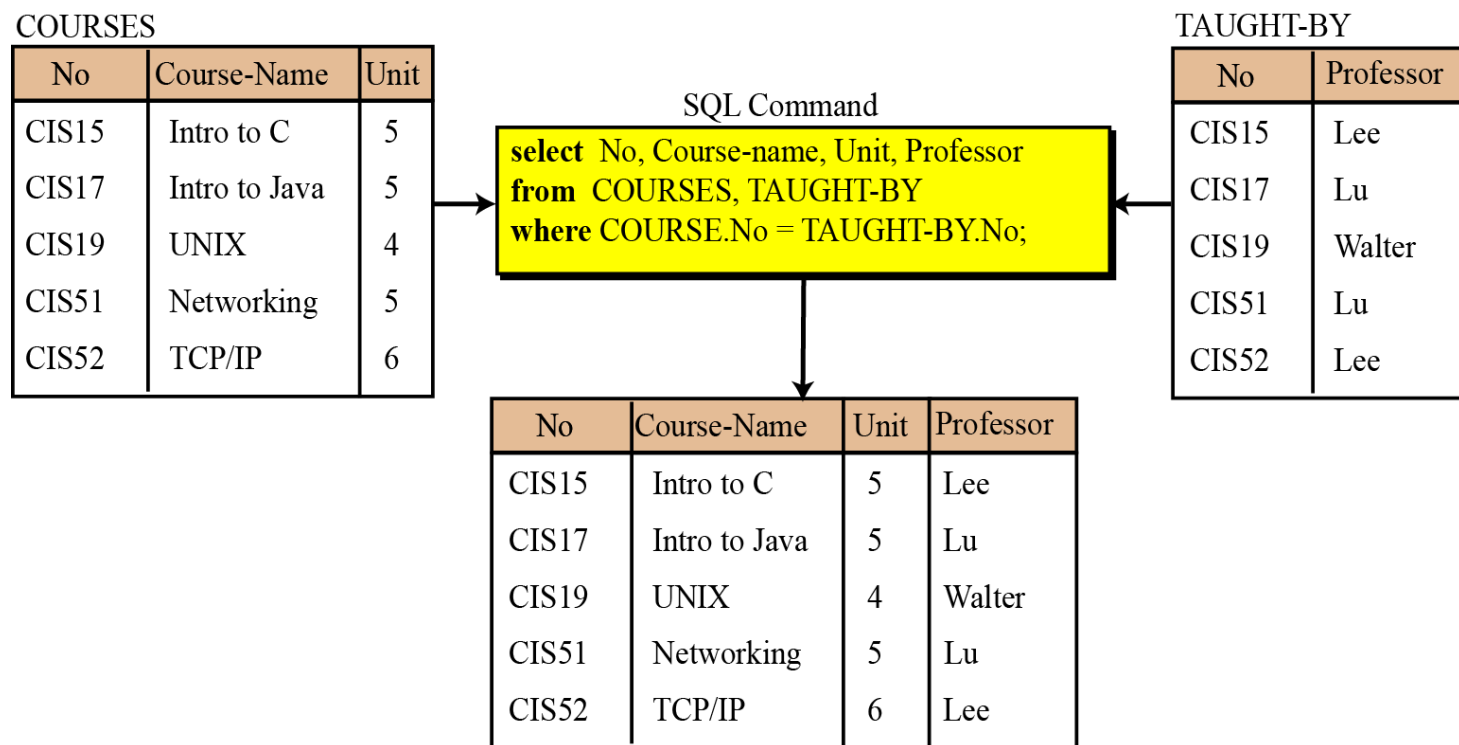 COURSES
No Course-Name Unit
CIS15 Intro to C 5
CIS17 Intro to Java 5
CIS19 UNIX 4
CIS51 Networking 5
CIS52 TCP/IP 6
SQL Command
select No, Course-name, Unit, Professor
from COURSES, TAUGHT-BY
where COURSE.No = TAUGHT-BY.No;
TAUGHT-BY
No Professor
CIS15 Lee
CIS17 Lu
CIS19 Walter
CIS51 Lu
CIS52 Lee
No Course-Name Unit Professor
CIS15 Intro to C 5 Lee
CIS17 Intro to Java 5 Lu
CIS19 UNIX 4 Walter
CIS51 Networking 5 Lu
CIS52 TCP/IP 6 Lee